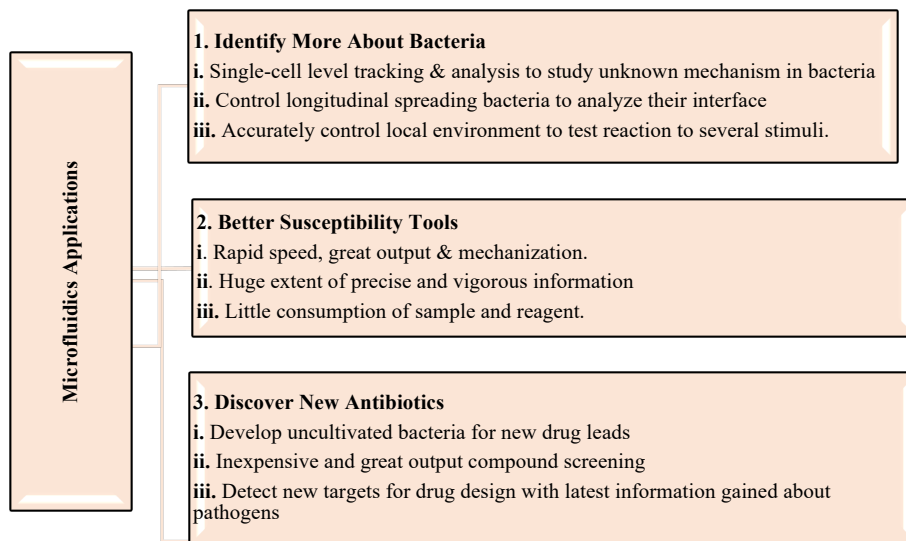 Microfluidics Applications
1. Identify More About Bacteria
i. Single-cell level tracking & analysis to study unknown mechanism in bacteria
ii. Control longitudinal spreading bacteria to analyze their interface
iii. Accurately control local environment to test reaction to several stimuli.
2. Better Susceptibility Tools
i. Rapid speed, great output & mechanization.
ii. Huge extent of precise and vigorous information
iii. Little consumption of sample and reagent.
3. Discover New Antibiotics
i. Develop uncultivated bacteria for new drug leads
ii. Inexpensive and great output compound screening
iii. Detect new targets for drug design with latest information gained about
pathogens